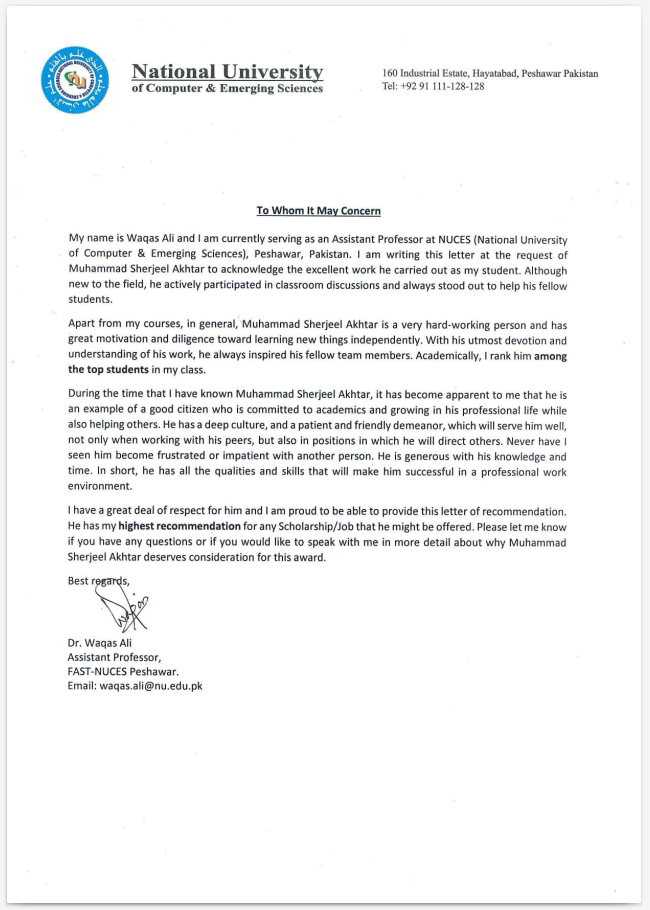 National University
of Computer & Emerging Sciences
160 Industrial Estate, Hayatabad, Peshawar Pakistan
Tel: +92 91 111-128-128
To Whom It May Concern
My name is Waqas Ali and I am currently serving as an Assistant Professor at NUCES (National University
of Computer & Emerging Sciences), Peshawar, Pakistan. I am writing this letter at the request of
Muhammad Sherjeel Akhtar to acknowledge the excellent work he carried out as my student. Although
new to the field, he actively participated in classroom discussions and always stood out to help his fellow
students.
Apart from my courses, in general, Muhammad Sherjeel Akhtar is a very hard-working person and has
great motivation and diligence toward learning new things independently. With his utmost devotion and
understanding of his work, he always inspired his fellow team members. Academically, I rank him among
the top students in my class.
During the time that I have known Muhammad Sherjeel Akhtar, it has become apparent to me that he is
an example of a good citizen who is committed to academics and growing in his professional life while
also helping others. He has a deep culture, and a patient and friendly demeanor, which will serve him well,
not only when working with his peers, but also in positions in which he will direct others. Never have I
seen him become frustrated or impatient with another person. He is generous with his knowledge and
time. In short, he has all the qualities and skills that will make him successful in a professional work
environment.
I have a great deal of respect for him and I am proud to be able to provide this letter of recommendation.
He has my highest recommendation for any Scholarship/Job that he might be offered. Please let me know
if you have any questions or if you would like to speak with me in more detail about why Muhammad
Sherjeel Akhtar deserves consideration for this award.
Best regards,
Waqas
Dr. Waqas Ali
Assistant Professor,
FAST-NUCES Peshawar.
Email: waqas.ali@nu.edu.pk